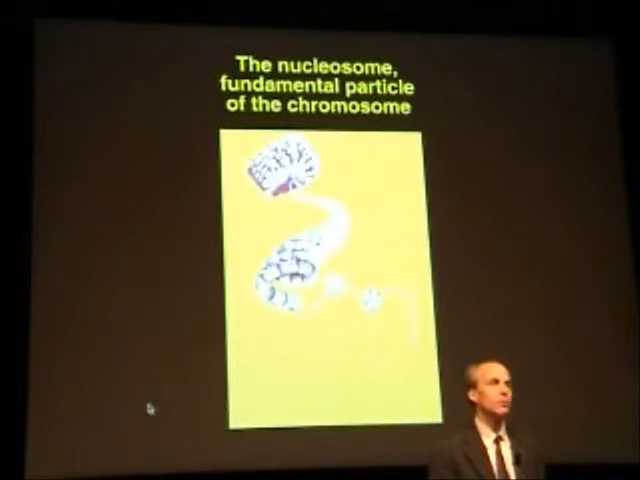 The nucleosome,
fundamental particle
of the chromosome